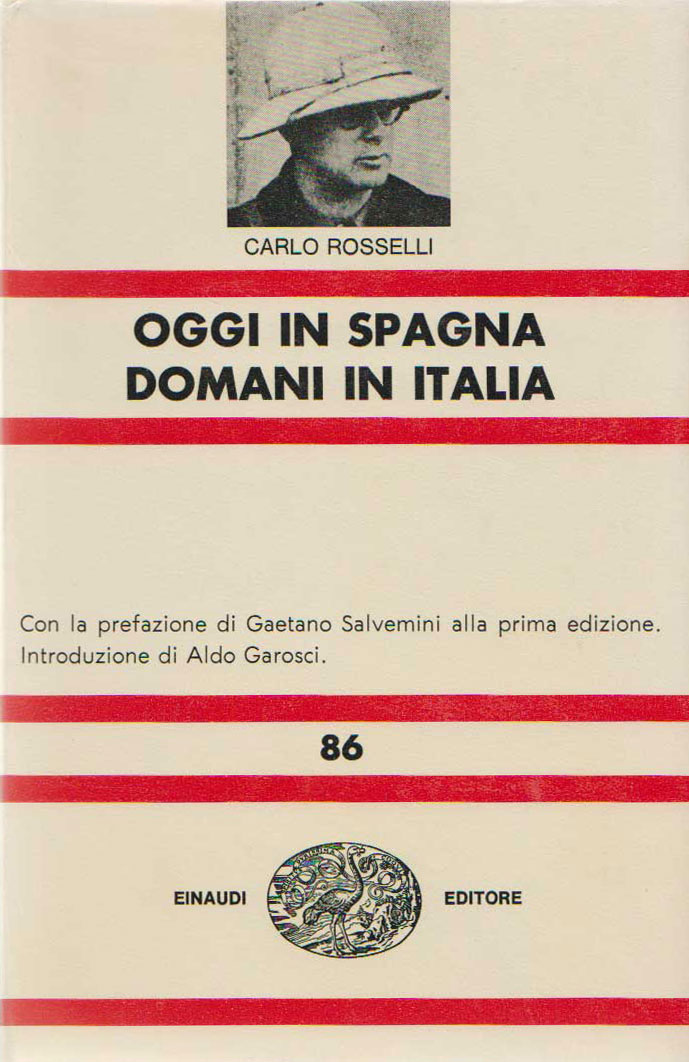 CARLO ROSSELLI
OGGI IN SPAGNA
DOMANI IN ITALIA
Con la prefazione di Gaetano Salvemini alla prima edizione.
Introduzione di Aldo Garosci.
86
EINAUDI EDITORE